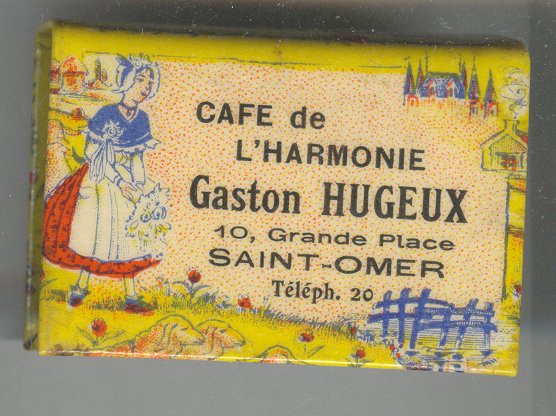 CAFE de
L'HARMONIE
Gaston HUGEUX
10, Grande Place
SAINT-OMER
Téléph. 20